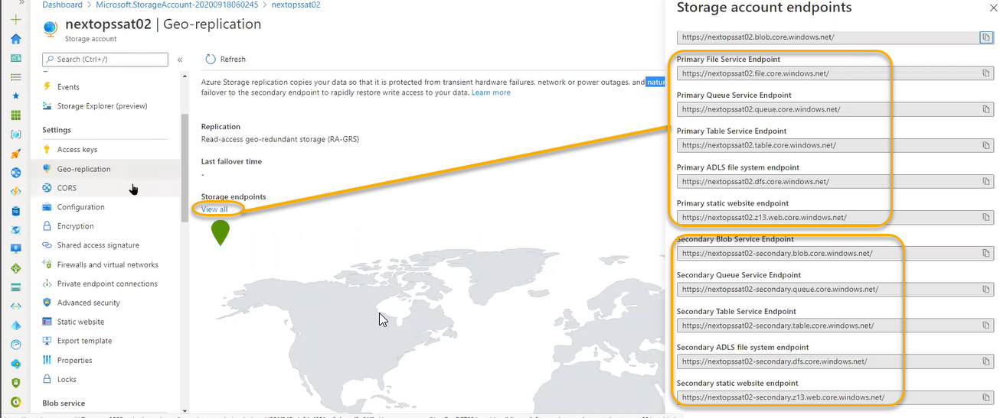 Dashboard > Microsoft.StorageAccount-20200918060245 > nextopssat02
nextopssat02 | Geo-replication
Storage account
Search (Ctrl+/)
«
Events
Storage Explorer (preview)
Settings
Access keys
Geo-replication
CORS
Configuration
Encryption
Shared access signature
Firewalls and virtual networks
Private endpoint connections
Advanced security
Static website
Export template
Properties
Locks
Blob service
Refresh
Azure Storage replication copies your data so that it is protected from transient hardware failures, network or power outages, and natur
failover to the secondary endpoint to rapidly restore write access to your data. Learn more
Replication
Read-access geo-redundant storage (RA-GRS)
Last failover time
-
Storage endpoints
View all
Storage account endpoints
https://nextopssat02.blob.core.windows.net/
Primary File Service Endpoint
https://nextopssat02.file.core.windows.net/
Primary Queue Service Endpoint
https://nextopssat02.queue.core.windows.net/
Primary Table Service Endpoint
https://nextopssat02.table.core.windows.net/
Primary ADLS file system endpoint
https://nextopssat02.dfs.core.windows.net/
Primary static website endpoint
https://nextopssat02.z13.web.core.windows.net/
Secondary Blob Service Endpoint
https://nextopssat02-secondary.blob.core.windows.net/
Secondary Queue Service Endpoint
https://nextopssat02-secondary.queue.core.windows.net/
Secondary Table Service Endpoint
https://nextopssat02-secondary.table.core.windows.net/
Secondary ADLS file system endpoint
https://nextopssat02-secondary.dfs.core.windows.net/
Secondary static website endpoint
https://nextopssat02-secondary.z13.web.core.windows.net/